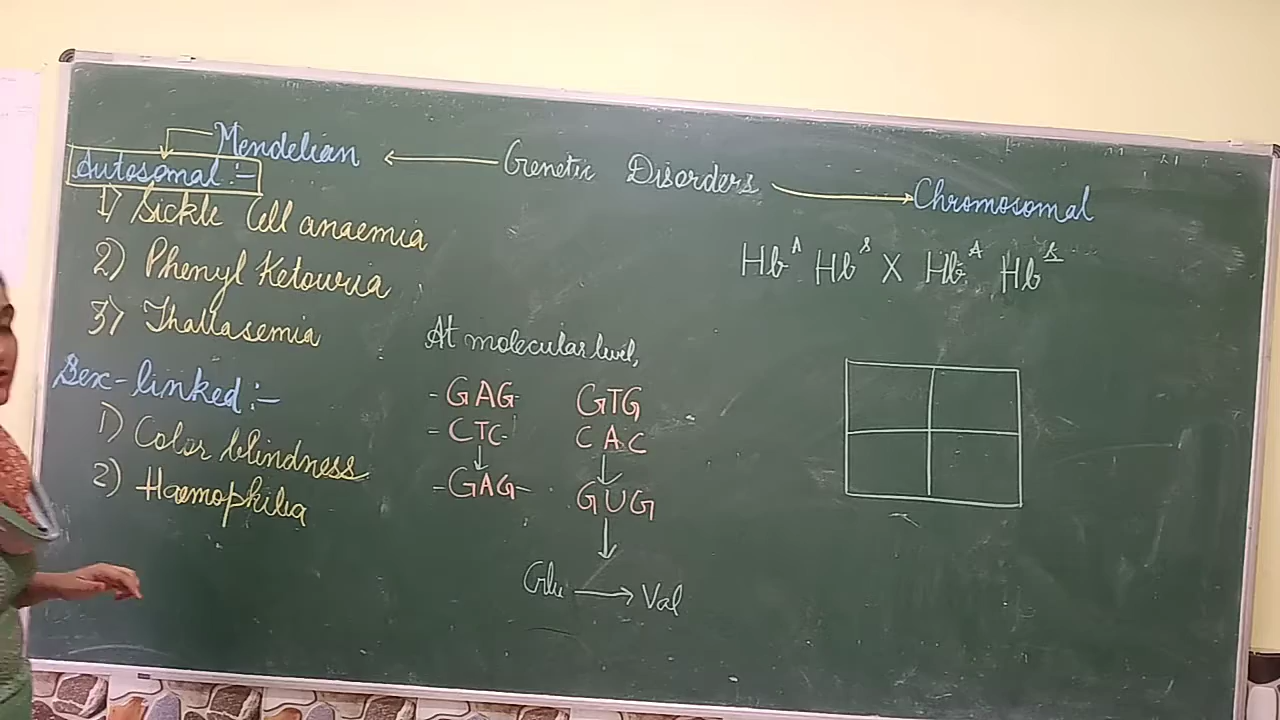 Genetic Disorders
Mendelian
Chromosomal
Autosomal :-
1) Sickle Cell anaemia
2) Phenyl Ketouria
3) Thallasemia
Sex-linked :-
1) Color blindness
2) Haemophilia
At molecular level,
-GAG- GTG
-CTC- CAC
-GAG- GUG
Glu → Val
Hb^A Hb^S X Hb^A Hb^S